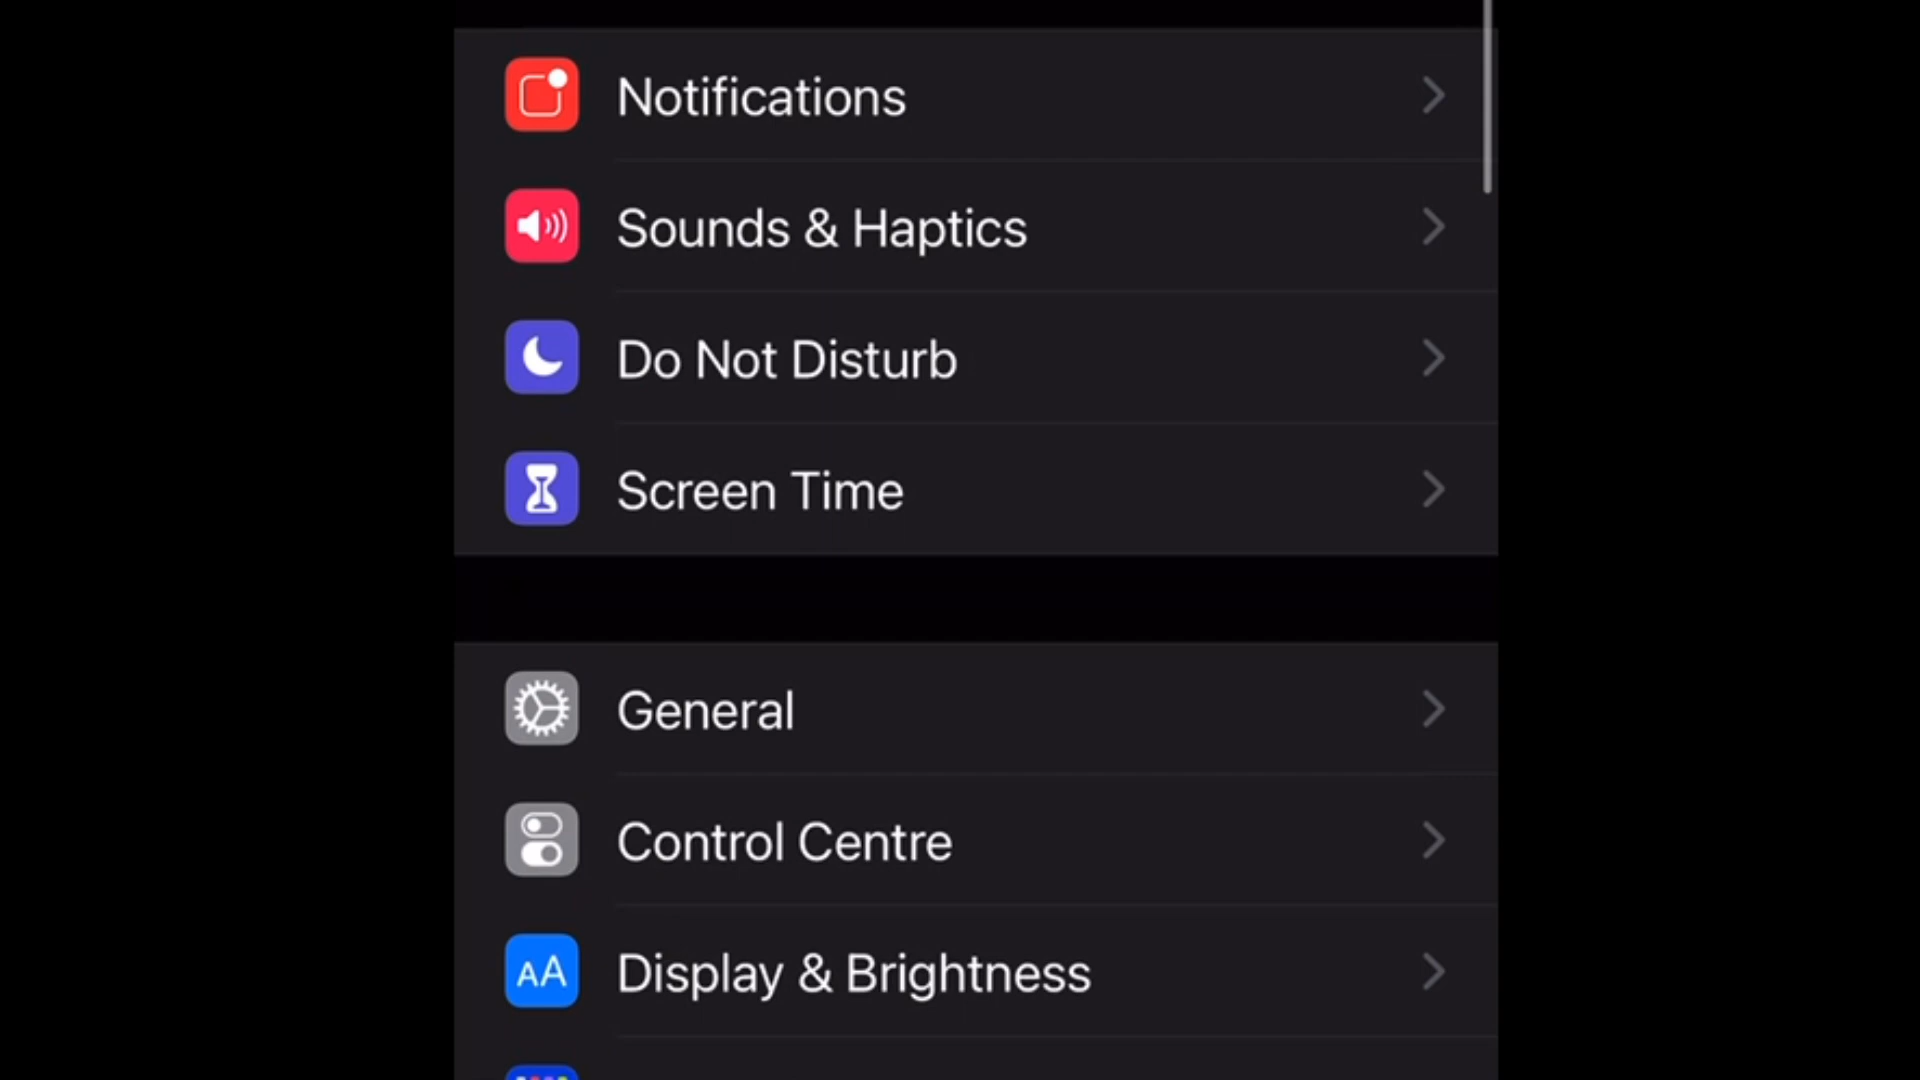 Notifications
Sounds & Haptics
Do Not Disturb
Screen Time
General
Control Centre
AA Display & Brightness